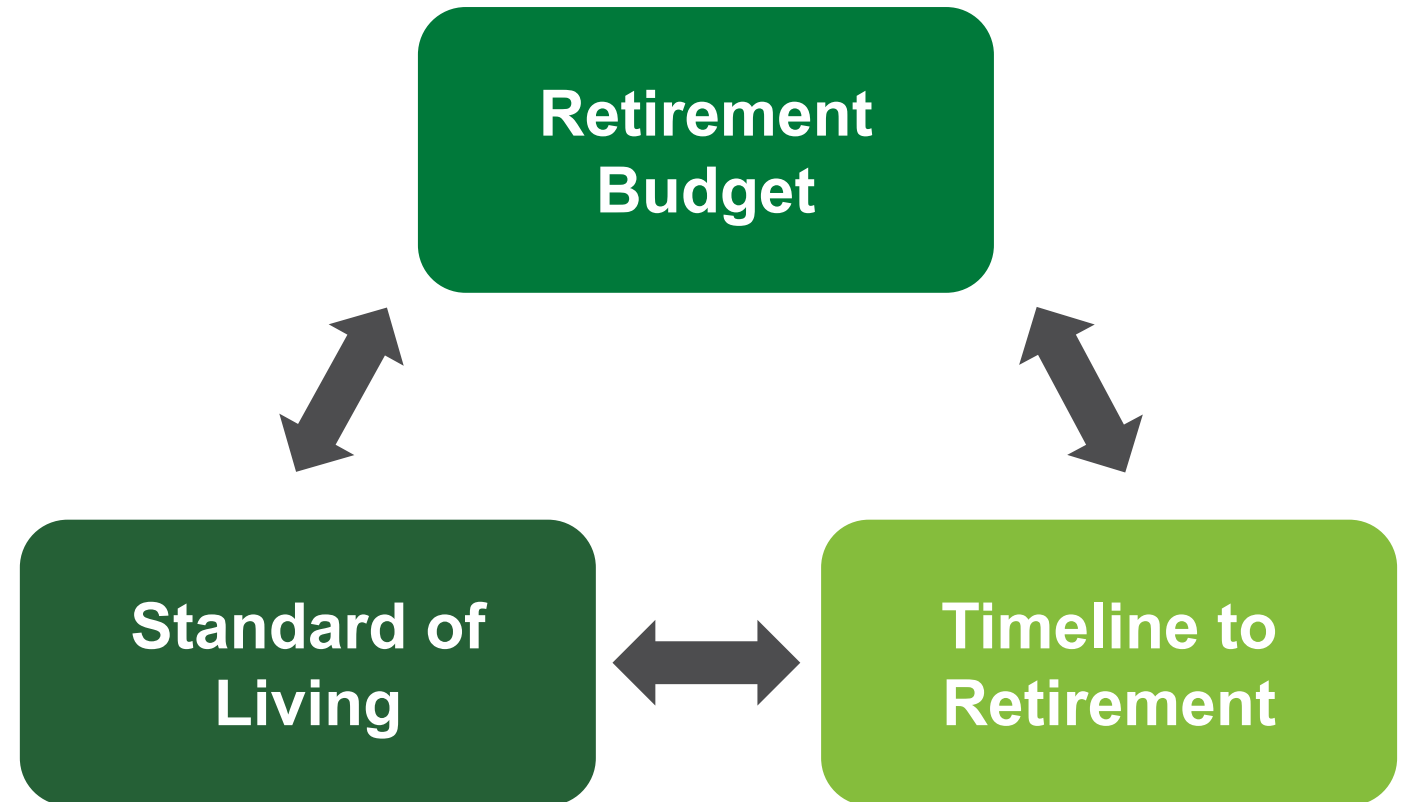 Retirement
Budget
Standard of
Living
Timeline to
Retirement